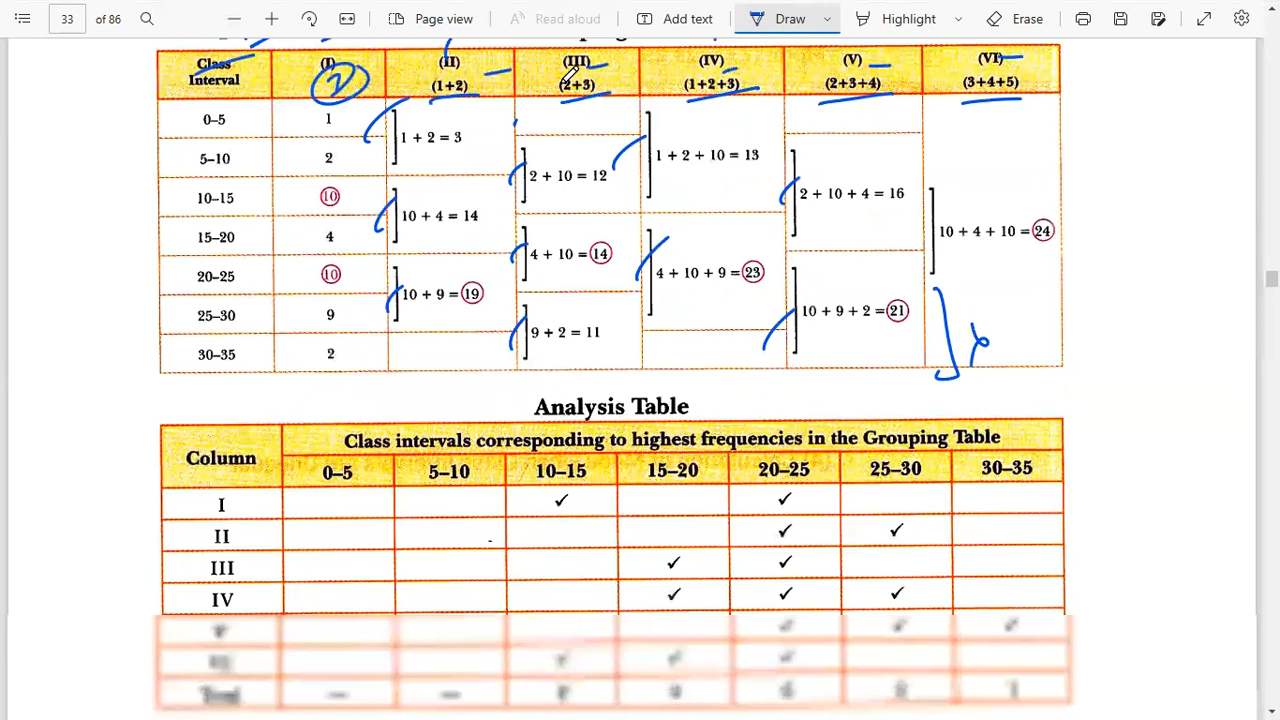 33 of 86 Page view Read aloud Add text Draw Highlight Erase
Class Interval (I) (II) (1+2) (III) (2+3) (IV) (1+2+3) (V) (2+3+4) (VI) (3+4+5)
0–5 1
1 + 2 = 3
1 + 2 + 10 = 13
5–10 2
2 + 10 = 12
2 + 10 + 4 = 16
10–15 10
10 + 4 = 14
10 + 4 + 10 = 24
15–20 4
4 + 10 = 14
4 + 10 + 9 = 23
20–25 10
10 + 9 = 19
10 + 9 + 2 = 21
25–30 9
9 + 2 = 11
30–35 2
Analysis Table
Column Class intervals corresponding to highest frequencies in the Grouping Table
0–5 5–10 10–15 15–20 20–25 25–30 30–35
I ✓ ✓
II ✓ ✓
III ✓ ✓
IV ✓ ✓ ✓